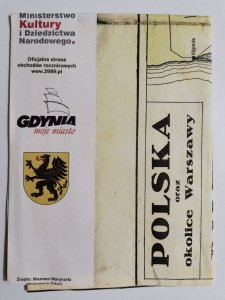 Ministerstwo
Kultury
i Dziedzictwa
Narodowego.
Oficjalna strona
obchodów rocznicowych
www.3989.pl
GDYNIA
moje miasto
Źródło: Muzeum Marynarki
POLSKA
oraz
okolice Warszawy